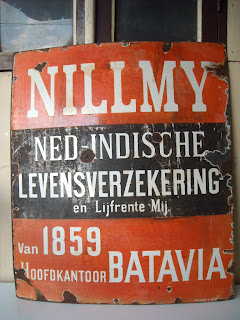 NILLMY
NED-INDISCHE
LEVENSVERZEKERING
en Lijfrente Mij.
Van 1859
HOOFDKANTOOR BATAVIA